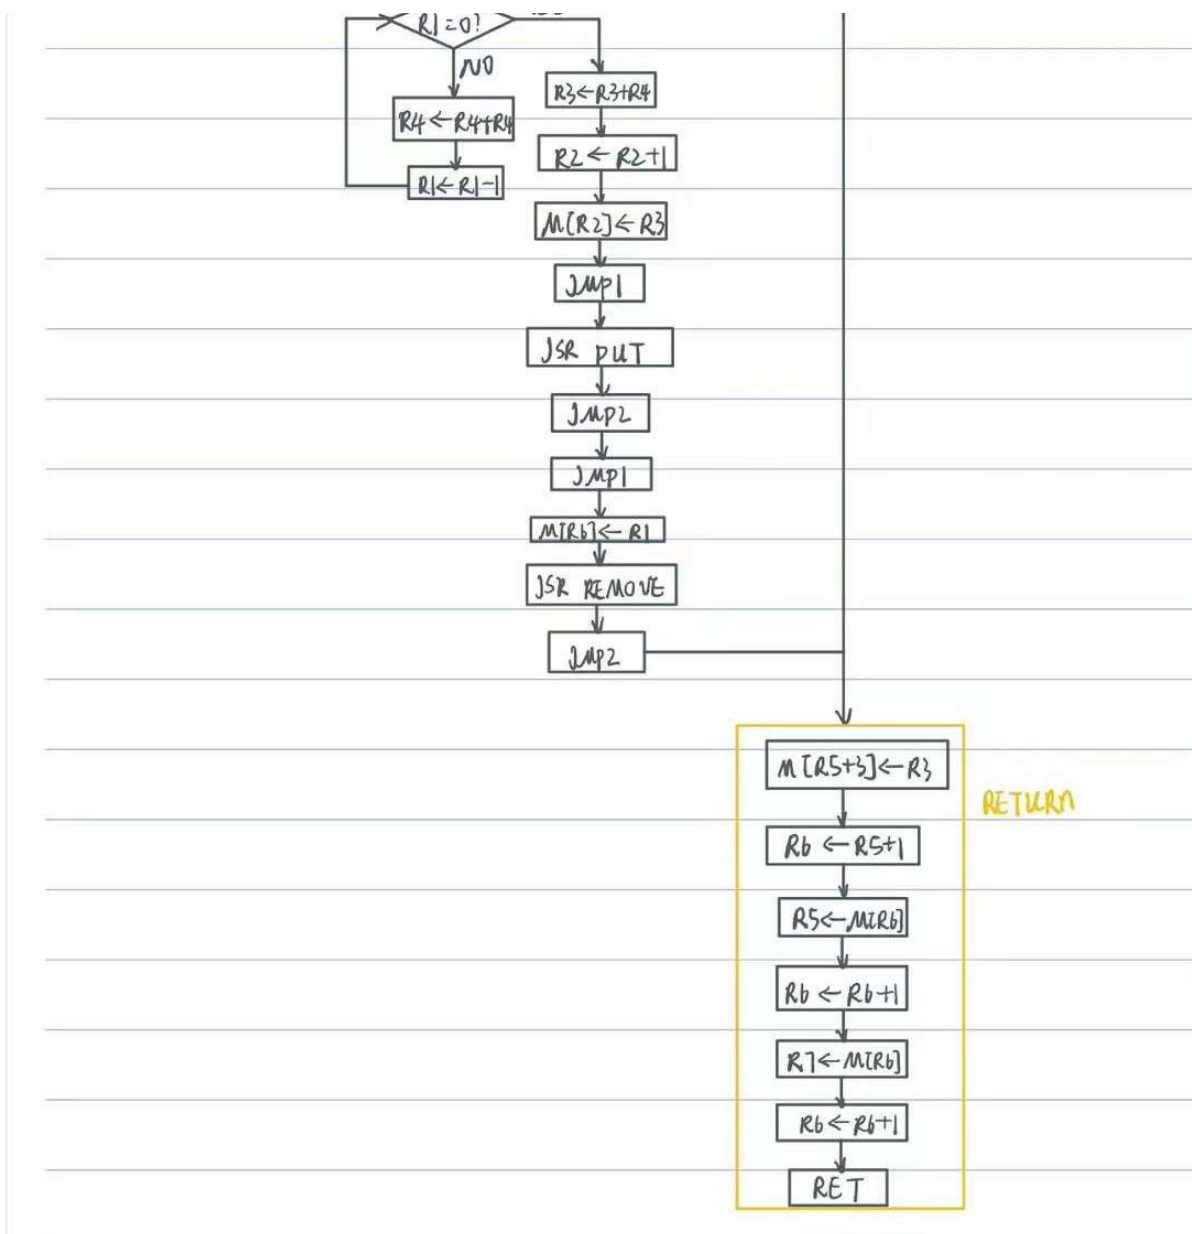 R1=0?
NO
R4←R4+R4
R1←R1-1
R3←R3+R4
R2←R2+1
M[R2]←R3
JMP1
JSR PUT
JMP2
JMP1
M[R6]←R1
JSR REMOVE
JMP2
M[R5+3]←R3
RETURN
R6←R5+1
R5←M[R6]
R6←R6+1
R7←M[R6]
R6←R6+1
RET